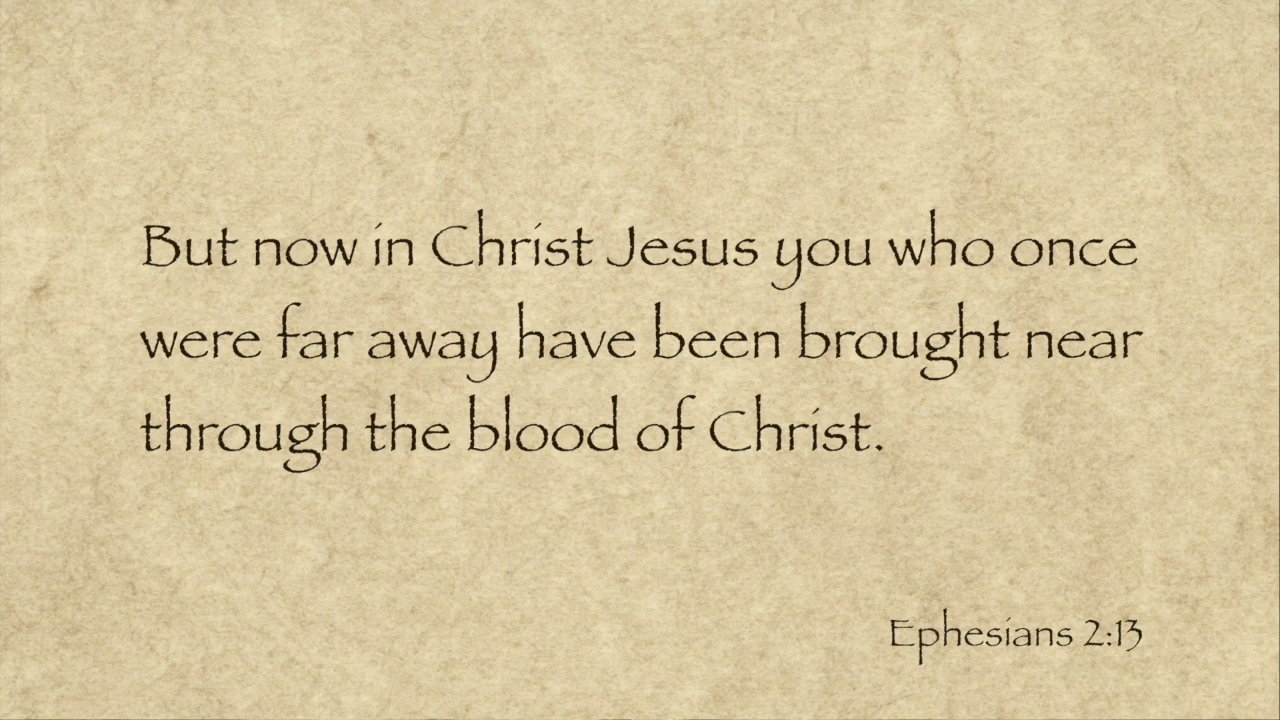 But now in Christ Jesus you who once
were far away have been brought near
through the blood of Christ.
Ephesians 2:13